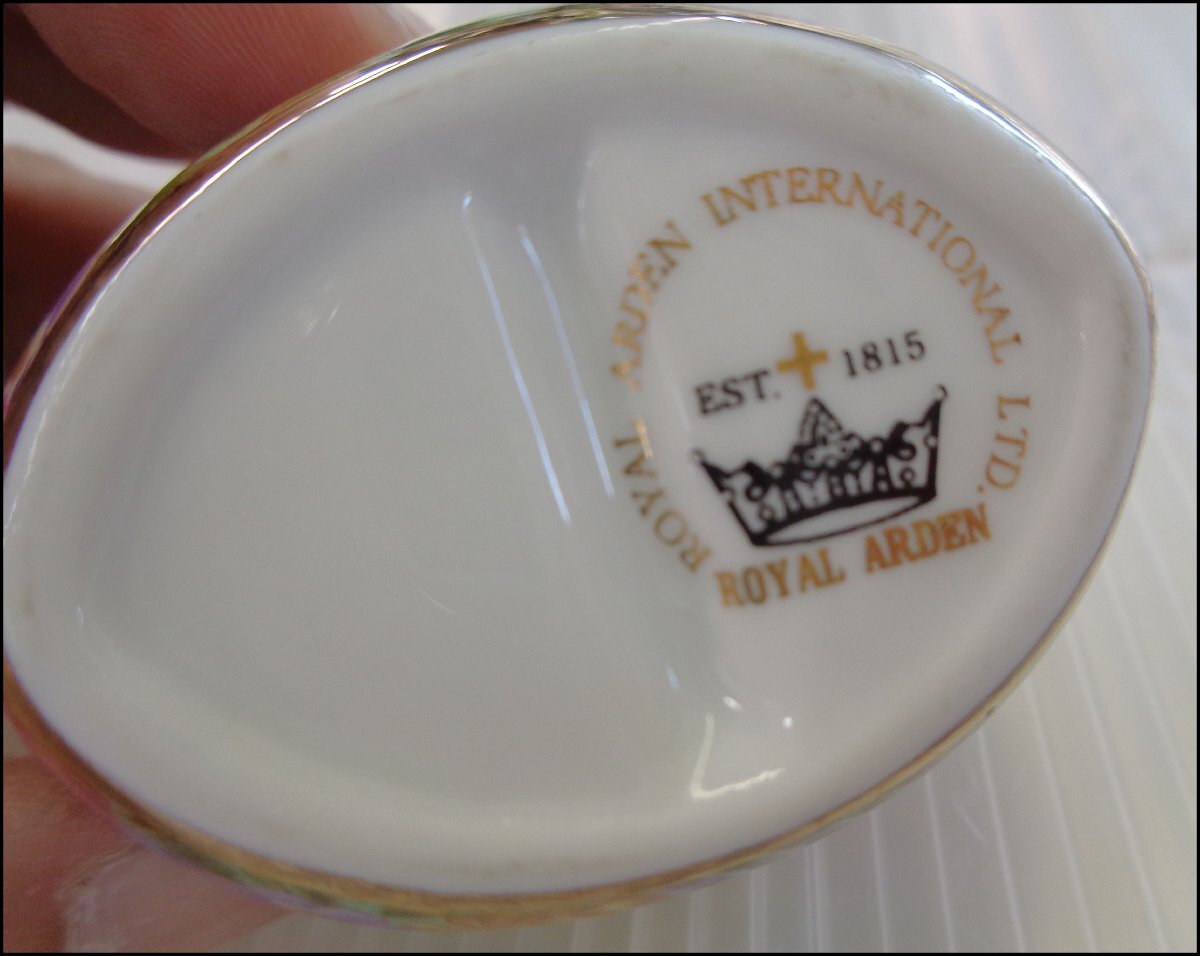 ROYAL ARDEN INTERNATIONAL LTD.
EST. 1815
ROYAL ARDEN